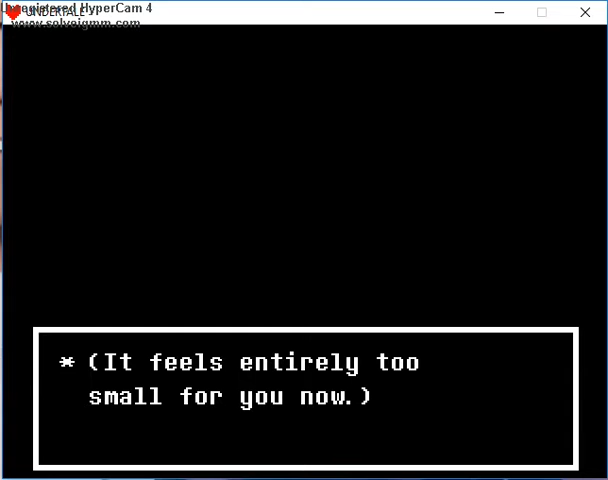 Unregistered HyperCam 4
UNDERTALE
www.solveigmm.com
* (It feels entirely too
small for you now.)